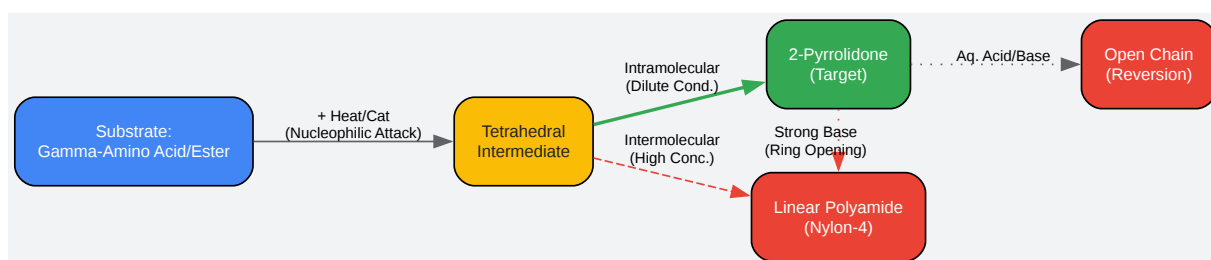 Substrate:
Gamma-Amino Acid/Ester
+ Heat/Cat
(Nucleophilic Attack)
Tetrahedral
Intermediate
Intramolecular
(Dilute Cond.)
Intermolecular
(High Conc.)
2-Pyrrolidone
(Target)
Aq. Acid/Base
Open Chain
(Reversion)
Strong Base
(Ring Opening)
Linear Polyamide
(Nylon-4)